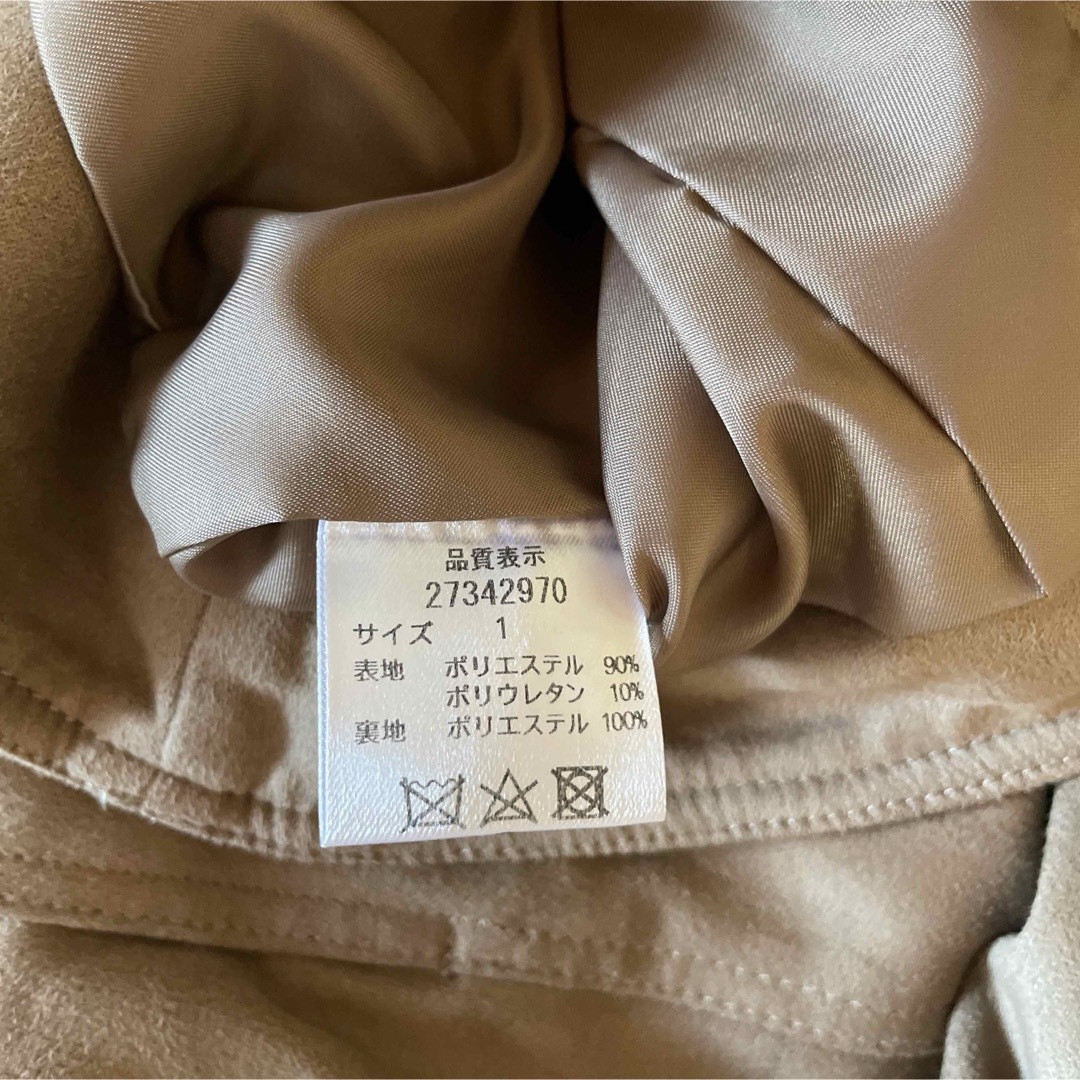 品質表示
27342970
サイズ 1
表地 ポリエステル 90%
ポリウレタン 10%
裏地 ポリエステル 100%